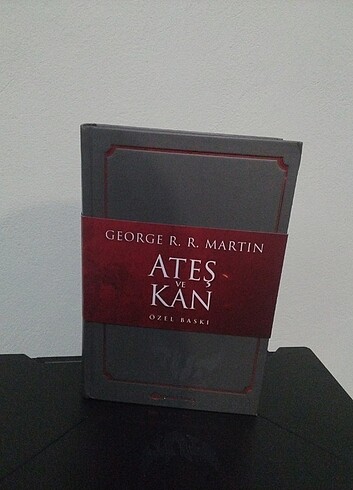 GEORGE R. R. MARTIN
ATEŞ
VE
KAN
ÖZEL BASKI